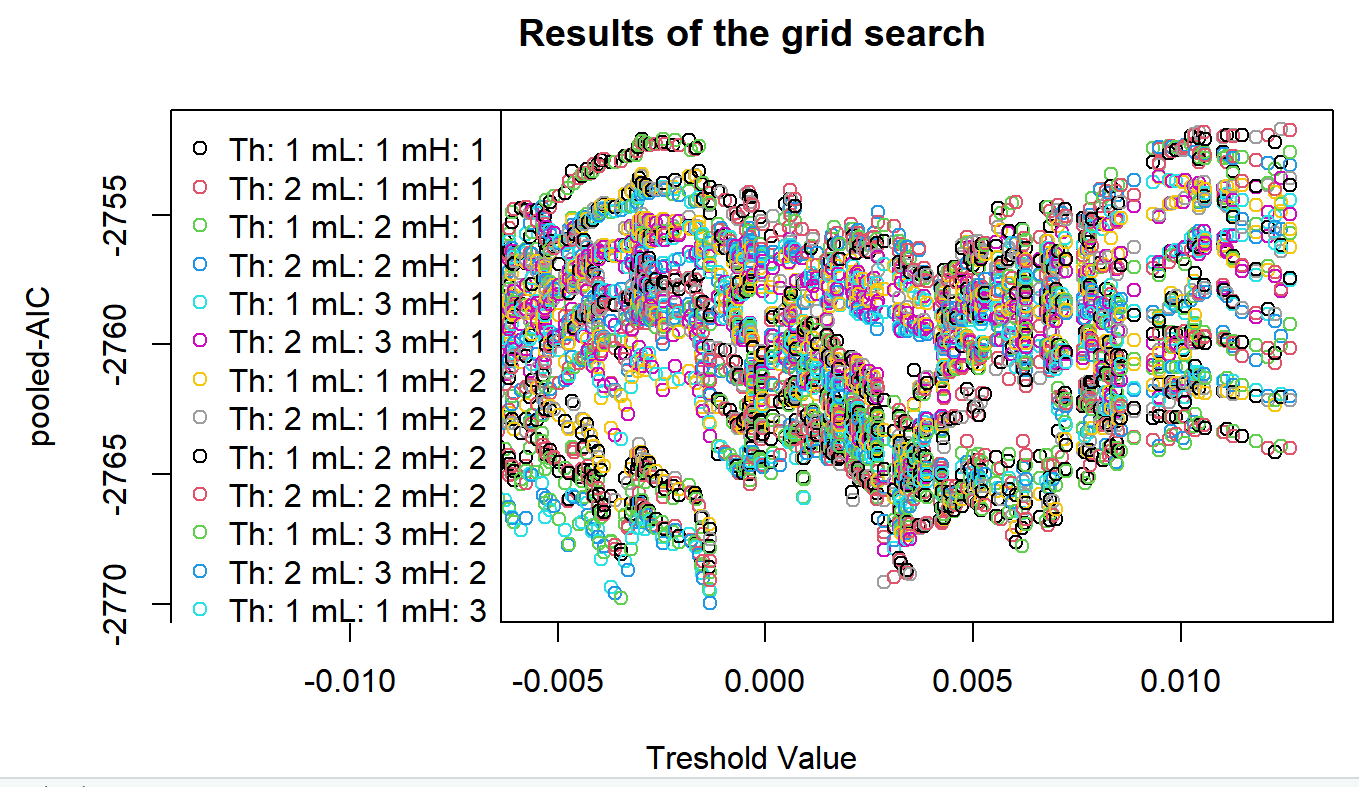 Results of the grid search
pooled-AIC
-2755
-2760
-2765
-2770
Th: 1 mL: 1 mH: 1
Th: 2 mL: 1 mH: 1
Th: 1 mL: 2 mH: 1
Th: 2 mL: 2 mH: 1
Th: 1 mL: 3 mH: 1
Th: 2 mL: 3 mH: 1
Th: 1 mL: 1 mH: 2
Th: 2 mL: 1 mH: 2
Th: 1 mL: 2 mH: 2
Th: 2 mL: 2 mH: 2
Th: 1 mL: 3 mH: 2
Th: 2 mL: 3 mH: 2
Th: 1 mL: 1 mH: 3
-0.010 -0.005 0.000 0.005 0.010
Treshold Value